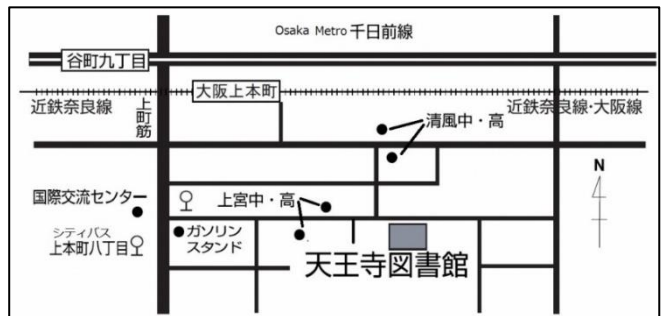 Osaka Metro 千日前線
谷町九丁目
大阪上本町
近鉄奈良線
上町筋
近鉄奈良線・大阪線
清風中・高
N
国際交流センター
上宮中・高
シティバス
上本町八丁目
ガソリン
スタンド
天王寺図書館